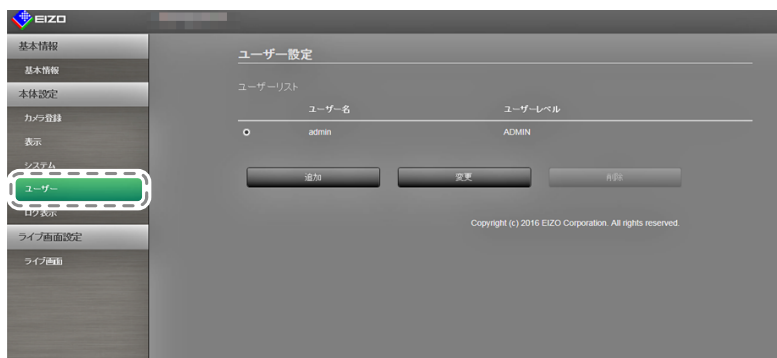 EIZO
基本情報
基本情報
本体設定
カメラ登録
表示
システム
ユーザー
ログ表示
ライブ画面設定
ライブ画面
ユーザー設定
ユーザーリスト
ユーザー名 ユーザーレベル
admin ADMIN
追加 変更 削除
Copyright (c) 2016 EIZO Corporation. All rights reserved.